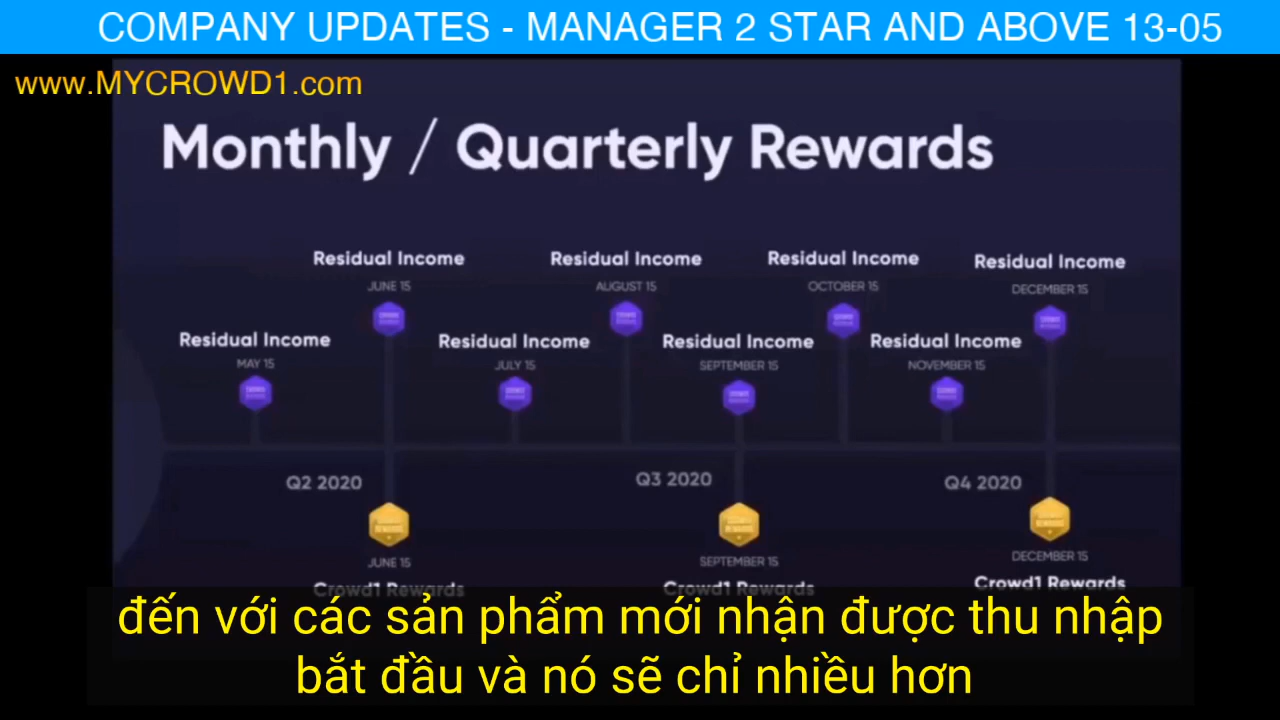 COMPANY UPDATES - MANAGER 2 STAR AND ABOVE 13-05
www.MYCROWD1.com
Monthly / Quarterly Rewards
Residual Income
JUNE 15
Residual Income
AUGUST 15
Residual Income
OCTOBER 15
Residual Income
DECEMBER 15
Residual Income
MAY 15
Residual Income
JULY 15
Residual Income
SEPTEMBER 15
Residual Income
NOVEMBER 15
Q2 2020
Q3 2020
Q4 2020
JUNE 15
Crowd1 Rewards
SEPTEMBER 15
Crowd1 Rewards
DECEMBER 15
Crowd1 Rewards
đến với các sản phẩm mới nhận được thu nhập
bắt đầu và nó sẽ chỉ nhiều hơn